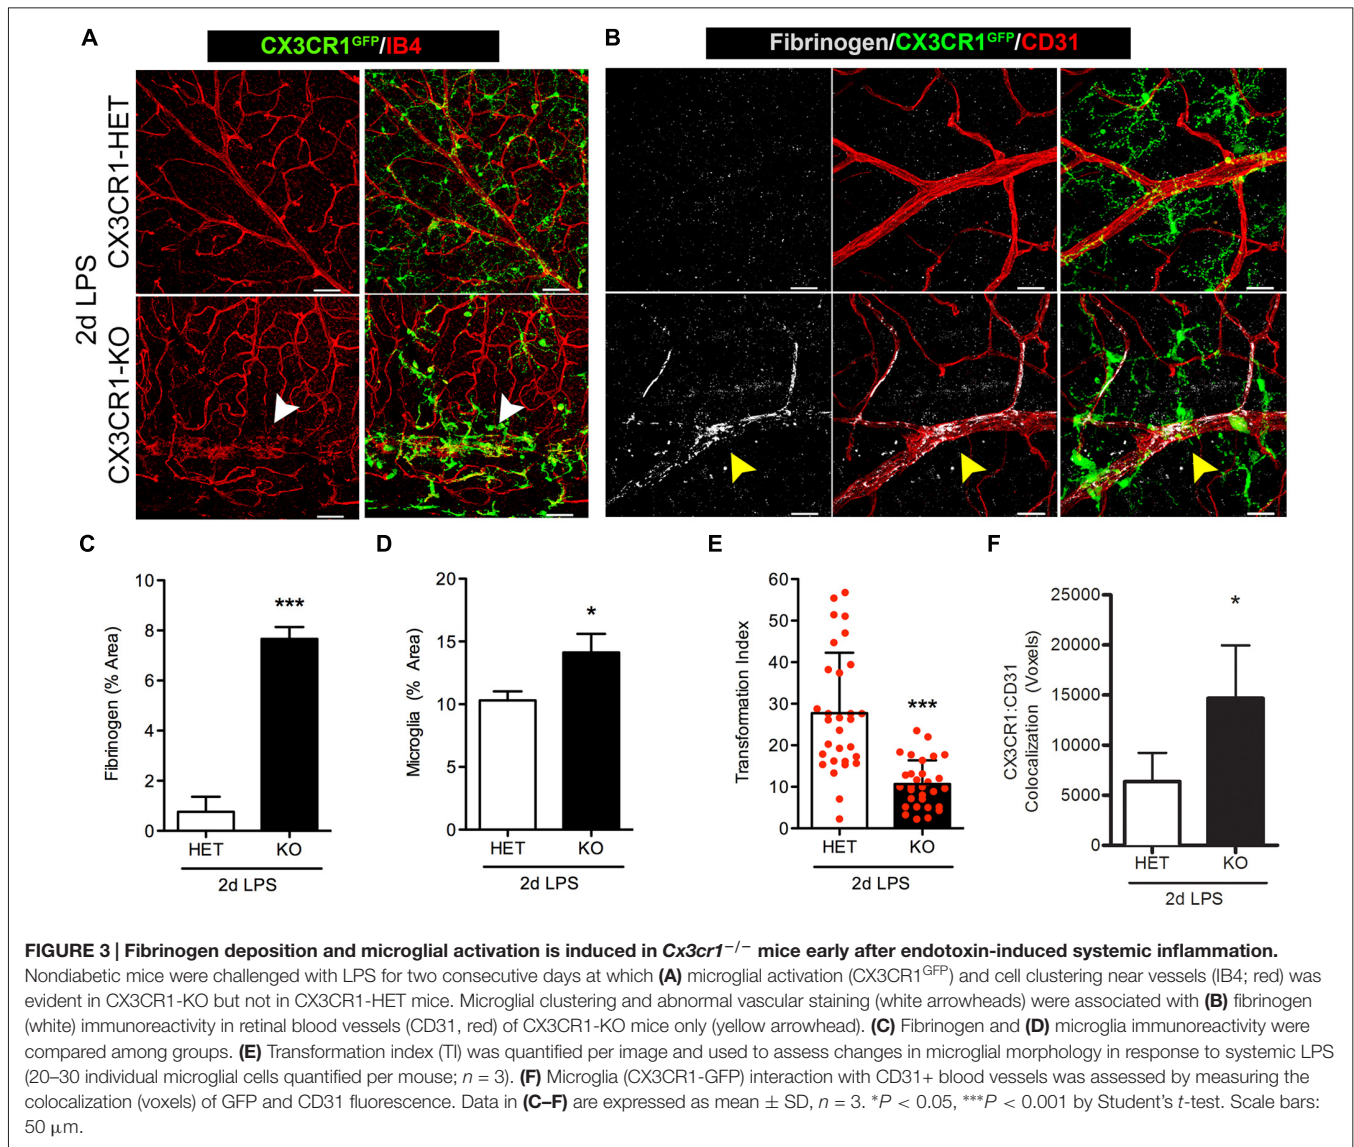 A
CX3CR1GFP/IB4
B
Fibrinogen/CX3CR1GFP/CD31
2d LPS
CX3CR1-HET
CX3CR1-KO
C
Fibrinogen (% Area)
10
8
6
4
2
0
***
HET KO
2d LPS
D
Microglia (% Area)
20
15
10
5
0
*
HET KO
2d LPS
E
Transformation Index
60
50
40
30
20
10
0
***
HET KO
2d LPS
F
CX3CR1:CD31
Colocalization (Voxels)
25000
20000
15000
10000
5000
0
*
HET KO
2d LPS
FIGURE 3 | Fibrinogen deposition and microglial activation is induced in Cx3cr1−/− mice early after endotoxin-induced systemic inflammation.
Nondiabetic mice were challenged with LPS for two consecutive days at which (A) microglial activation (CX3CR1GFP) and cell clustering near vessels (IB4; red) was
evident in CX3CR1-KO but not in CX3CR1-HET mice. Microglial clustering and abnormal vascular staining (white arrowheads) were associated with (B) fibrinogen
(white) immunoreactivity in retinal blood vessels (CD31, red) of CX3CR1-KO mice only (yellow arrowhead). (C) Fibrinogen and (D) microglia immunoreactivity were
compared among groups. (E) Transformation index (TI) was quantified per image and used to assess changes in microglial morphology in response to systemic LPS
(20–30 individual microglial cells quantified per mouse; n = 3). (F) Microglia (CX3CR1-GFP) interaction with CD31+ blood vessels was assessed by measuring the
colocalization (voxels) of GFP and CD31 fluorescence. Data in (C–F) are expressed as mean ± SD, n = 3. *P < 0.05, ***P < 0.001 by Student's t-test. Scale bars:
50 μm.